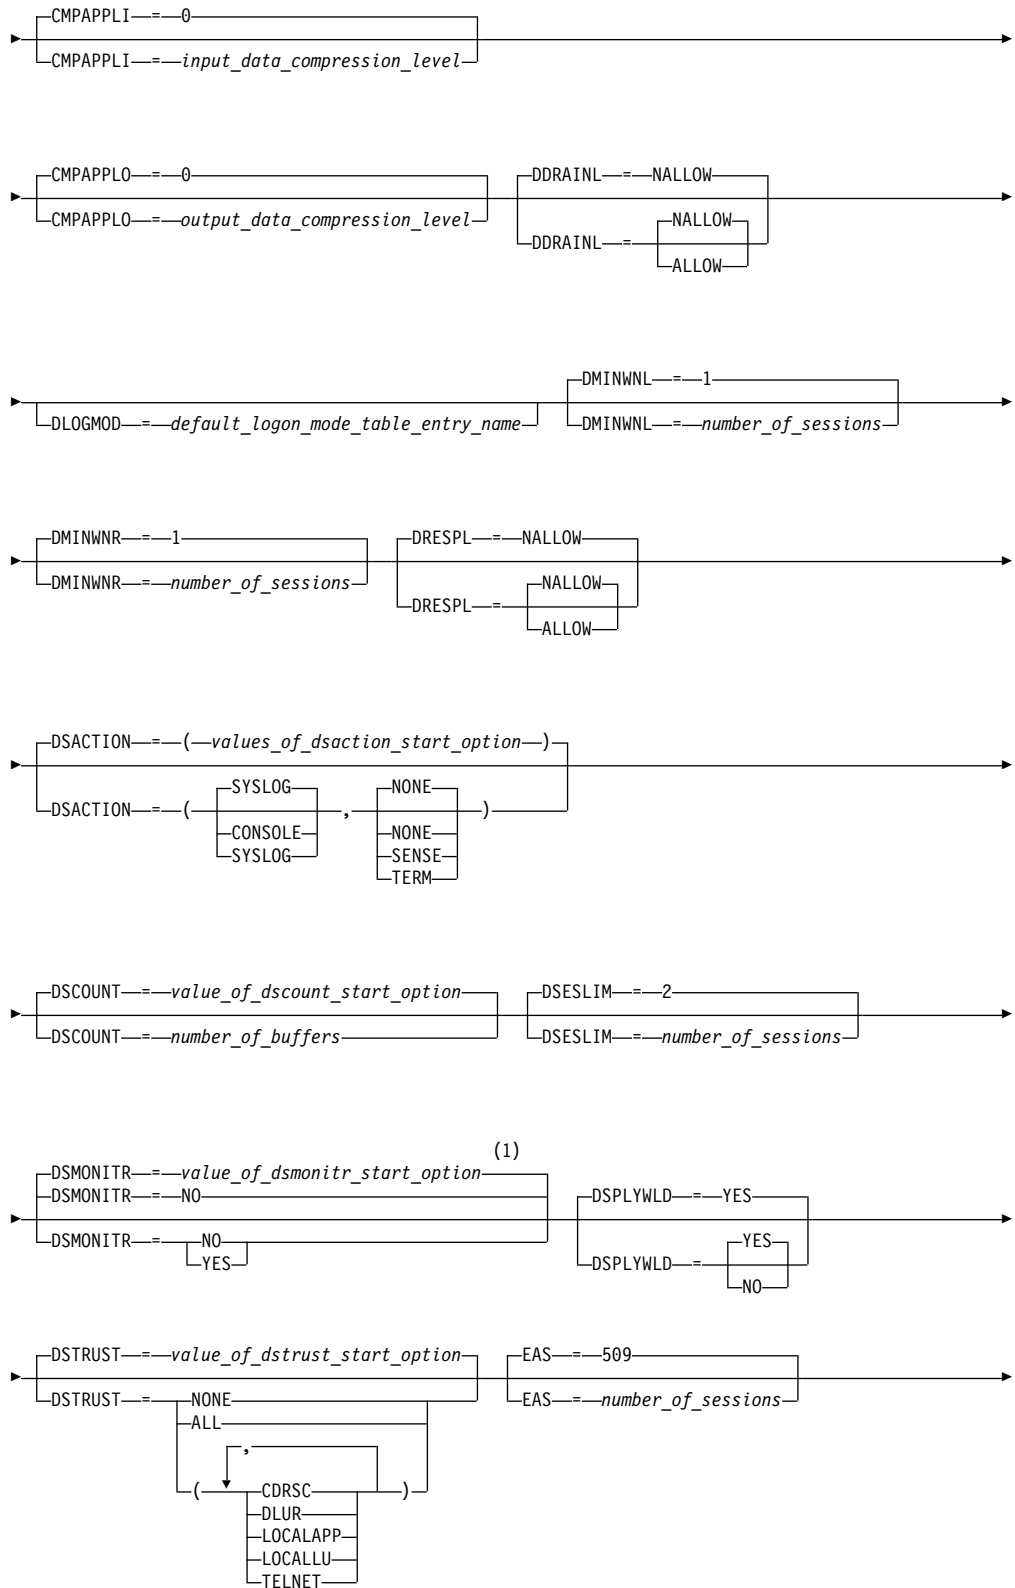 CMPAPPLI = 0
CMPAPPLI = input_data_compression_level
CMPAPPLO = 0
CMPAPPLO = output_data_compression_level
DDRAINL = NALLOW
DDRAINL =
NALLOW
ALLOW
DLOGMOD = default_logon_mode_table_entry_name
DMINWNL = 1
DMINWNL = number_of_sessions
DMINWNR = 1
DMINWNR = number_of_sessions
DRESPL = NALLOW
DRESPL =
NALLOW
ALLOW
DSACTION = ( values_of_dsaction_start_option )
DSACTION = (
SYSLOG
CONSOLE
SYSLOG
,
NONE
NONE
SENSE
TERM
)
DSCOUNT = value_of_dscount_start_option
DSCOUNT = number_of_buffers
DSESLIM = 2
DSESLIM = number_of_sessions
(1)
DSMONITR = value_of_dsmonitr_start_option
DSMONITR = NO
DSMONITR = NO
YES
DSPLYWLD = YES
DSPLYWLD =
YES
NO
DSTRUST = value_of_dstrust_start_option
DSTRUST = NONE
ALL
,
( CDRSC )
DLUR
LOCALAPP
LOCALLU
TELNET
EAS = 509
EAS = number_of_sessions